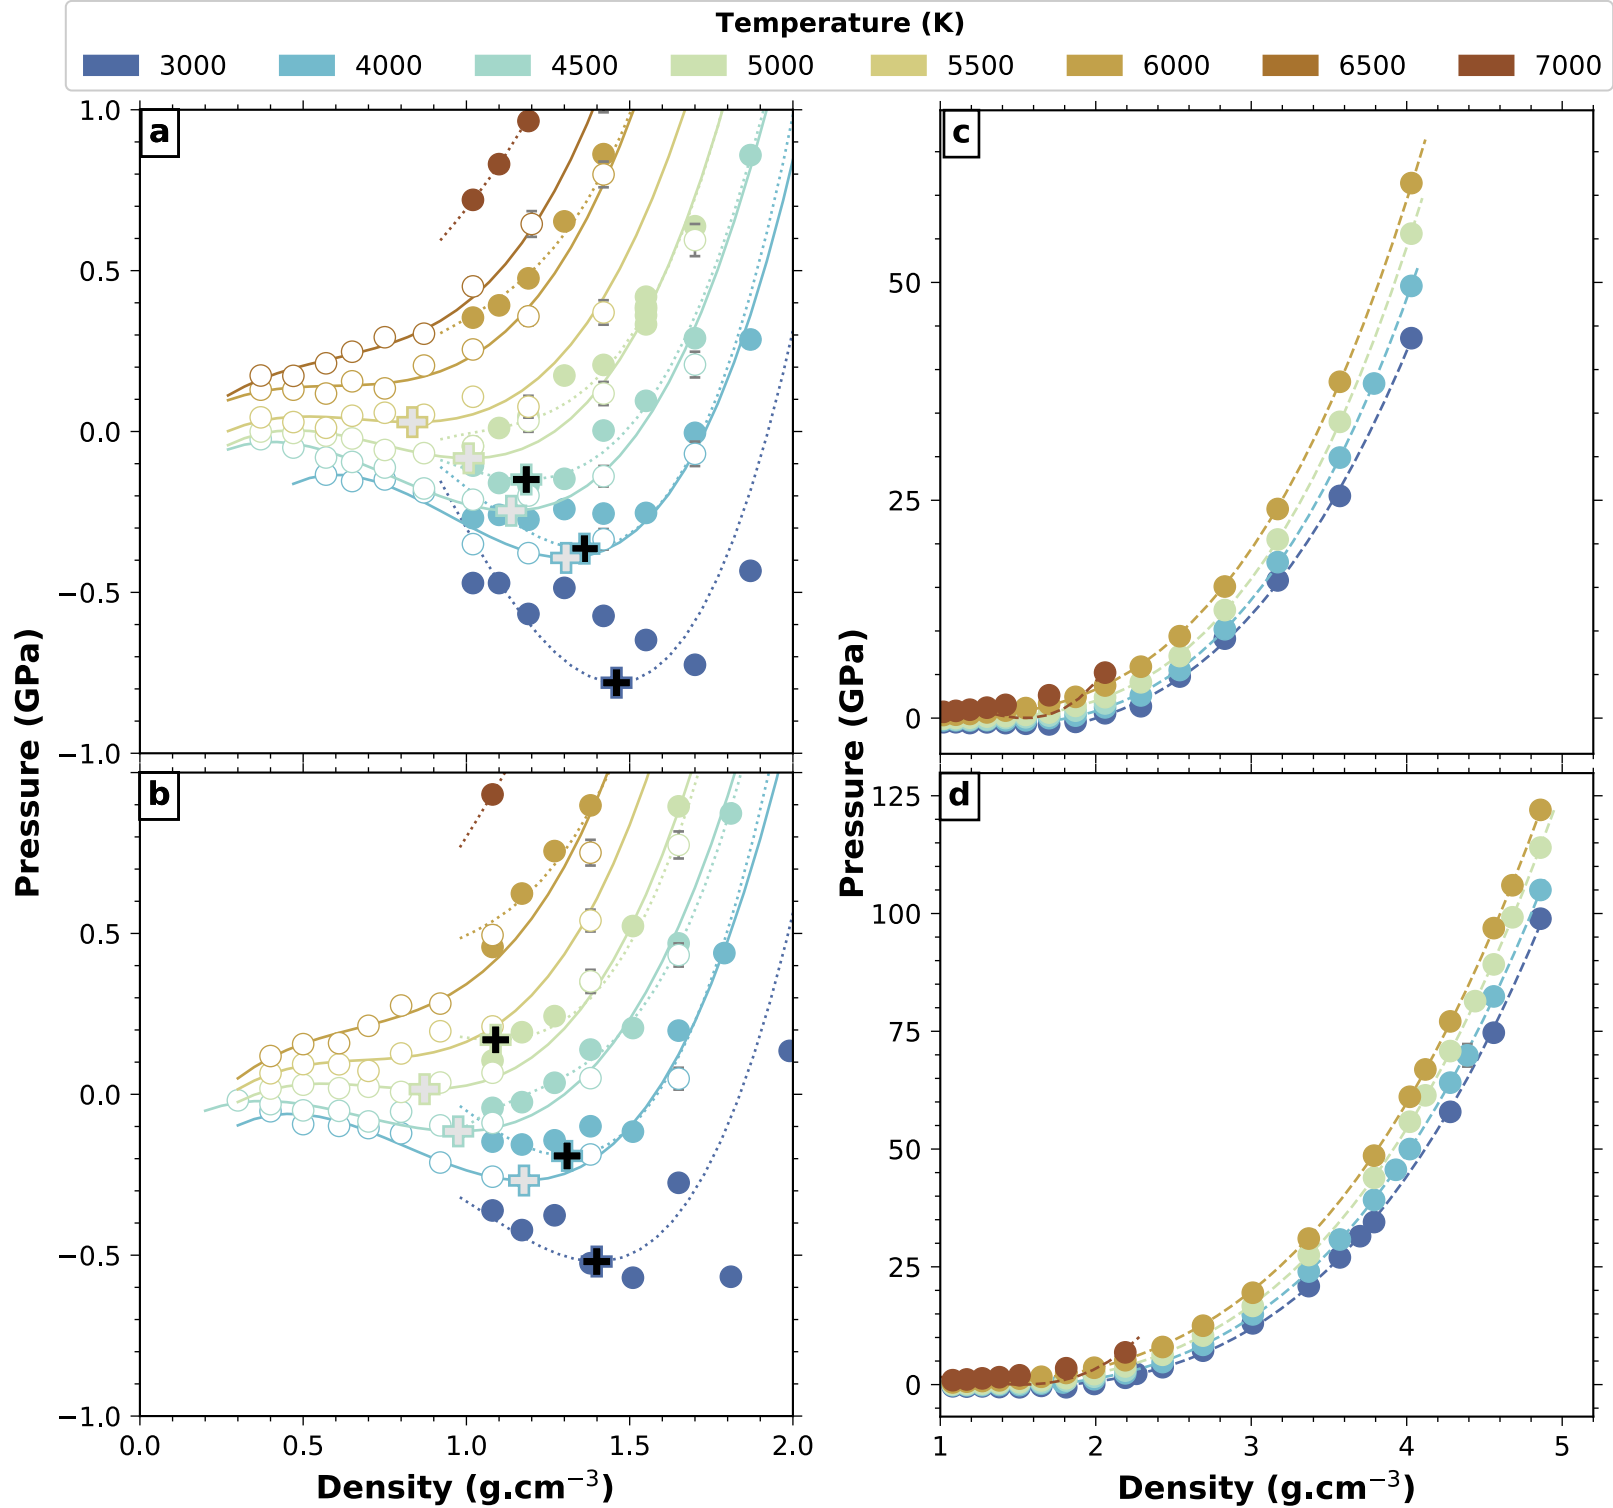 Temperature (K)
3000 4000 4500 5000 5500 6000 6500 7000
a
1.0
0.5
0.0
−0.5
−1.0
c
50
25
0
Pressure (GPa)
Pressure (GPa)
b
0.5
0.0
−0.5
−1.0
d
125
100
75
50
25
0
0.0 0.5 1.0 1.5 2.0
1 2 3 4 5
Density (g.cm−3)
Density (g.cm−3)